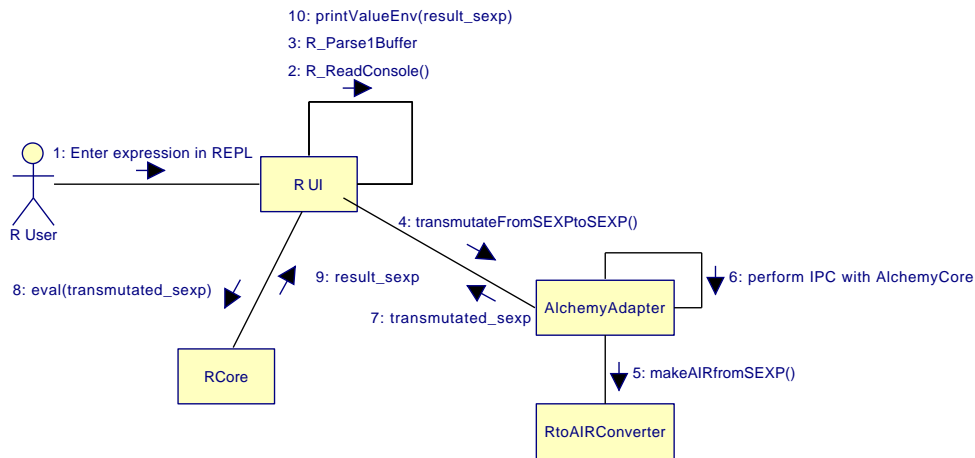 10: printValueEnv(result_sexp)
3: R_Parse1Buffer
2: R_ReadConsole()
1: Enter expression in REPL
R UI
R User
4: transmutateFromSEXPtoSEXP()
9: result_sexp
6: perform IPC with AlchemyCore
8: eval(transmutated_sexp)
AlchemyAdapter
7: transmutated_sexp
RCore
5: makeAIRfromSEXP()
RtoAIRConverter